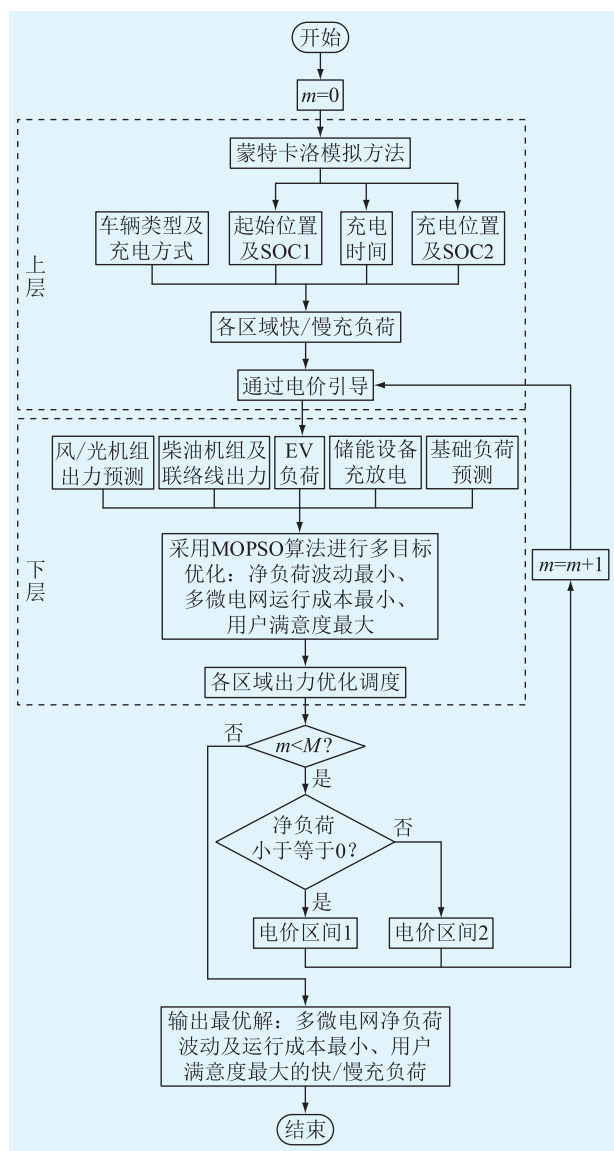 开始
m=0
上层
蒙特卡洛模拟方法
车辆类型及
充电方式
起始位置
及SOC1
充电
时间
充电位置
及SOC2
各区域快/慢充负荷
通过电价引导
下层
风/光机组
出力预测
柴油机组及
联络线出力
EV
负荷
储能设备
充放电
基础负荷
预测
采用MOPSO算法进行多目标
优化：净负荷波动最小、
多微电网运行成本最小、
用户满意度最大
m=m+1
各区域出力优化调度
否
m<M?
是
净负荷
小于等于0?
否
是
电价区间1
电价区间2
输出最优解：多微电网净负荷
波动及运行成本最小、用户
满意度最大的快/慢充负荷
结束